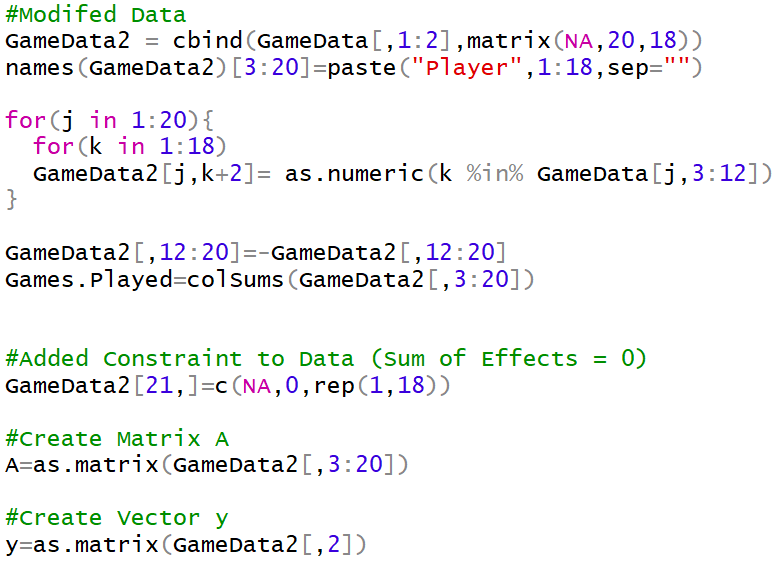 #Modifed Data
GameData2 = cbind(GameData[,1:2],matrix(NA,20,18))
names(GameData2)[3:20]=paste("Player",1:18,sep="")
for(j in 1:20){
  for(k in 1:18)
  GameData2[j,k+2]= as.numeric(k %in% GameData[j,3:12])
}
GameData2[,12:20]=-GameData2[,12:20]
Games.Played=colSums(GameData2[,3:20])
#Added Constraint to Data (Sum of Effects = 0)
GameData2[21,]=c(NA,0,rep(1,18))
#Create Matrix A
A=as.matrix(GameData2[,3:20])
#Create Vector y
y=as.matrix(GameData2[,2])